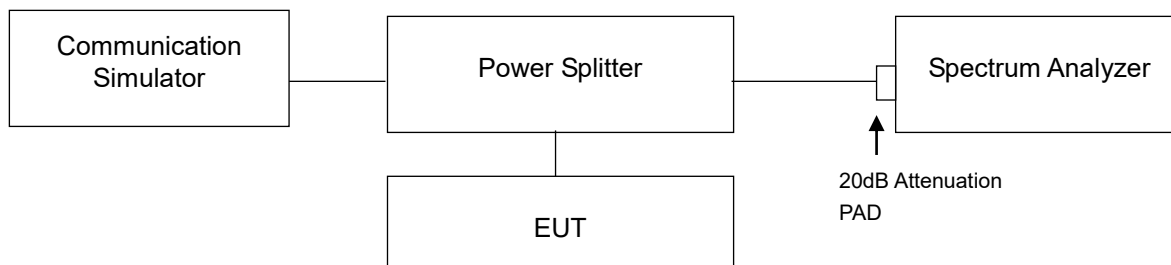 Communication
Simulator
Power Splitter
Spectrum Analyzer
20dB Attenuation
PAD
EUT